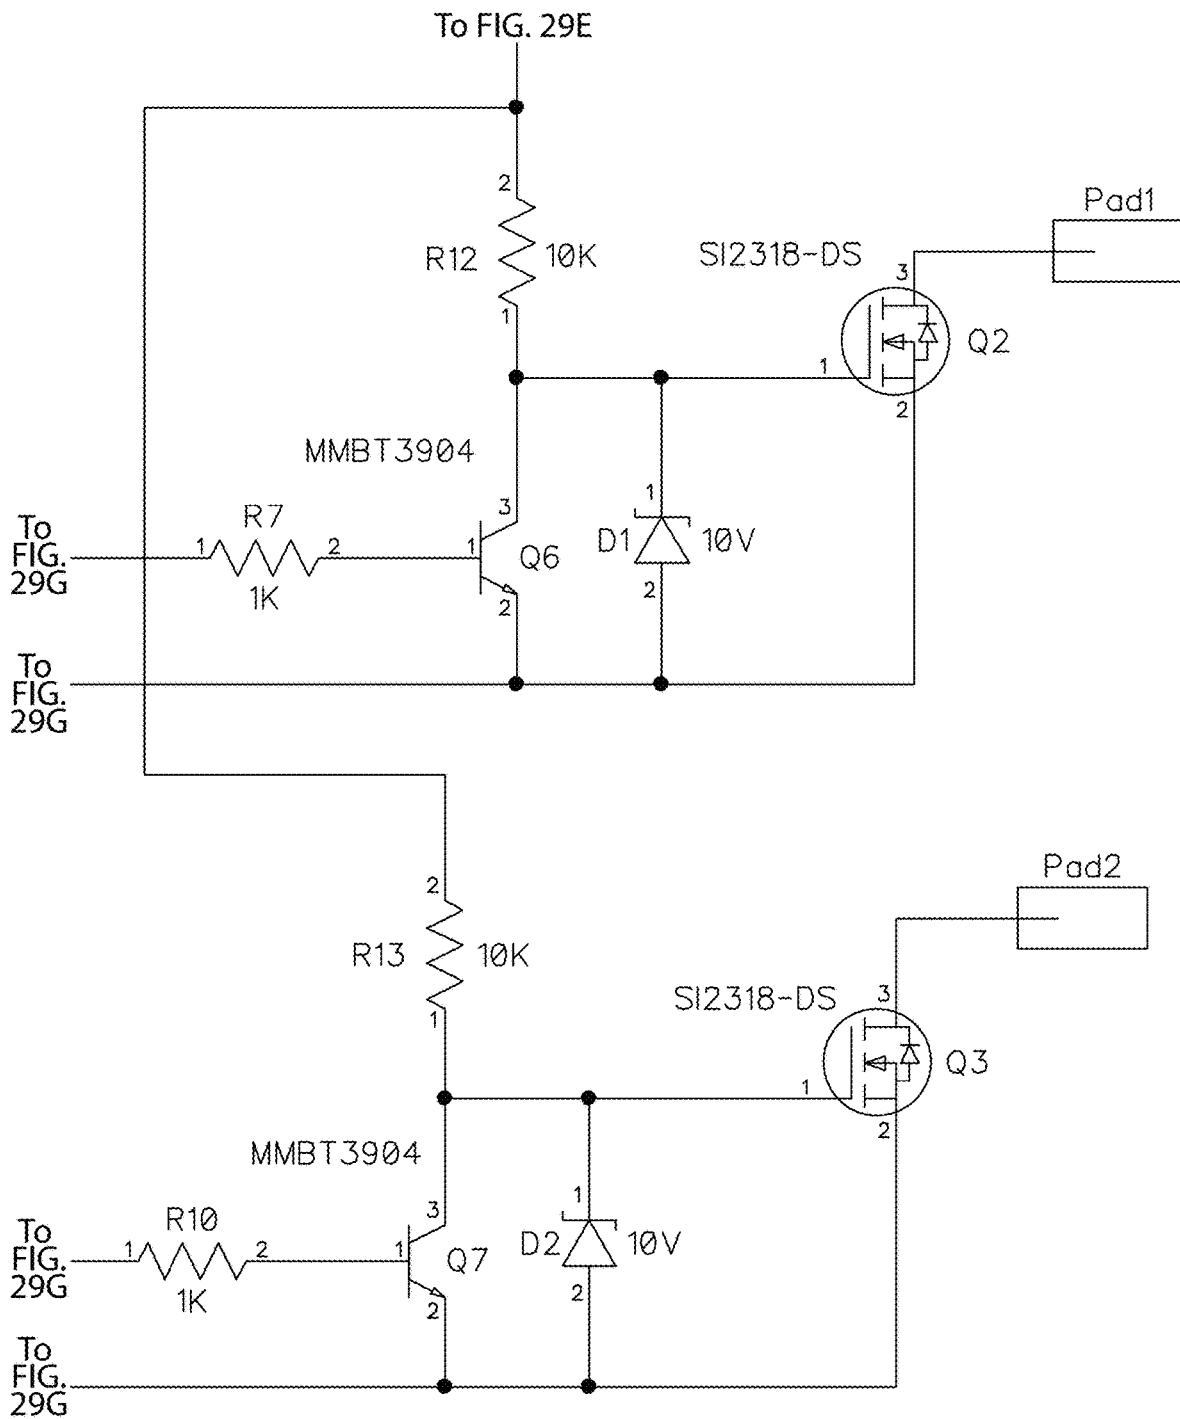 To FIG. 29E
2
R12 10K
1
Pad1
SI2318-DS
3
Q2
1
2
MMBT3904
To
FIG.
29G
R7
1 2
1K
3
1 Q6
2
1
D1 10V
2
To
FIG.
29G
2
R13 10K
1
Pad2
SI2318-DS
3
Q3
1
2
MMBT3904
To
FIG.
29G
R10
1 2
1K
3
1 Q7
2
1
D2 10V
2
To
FIG.
29G